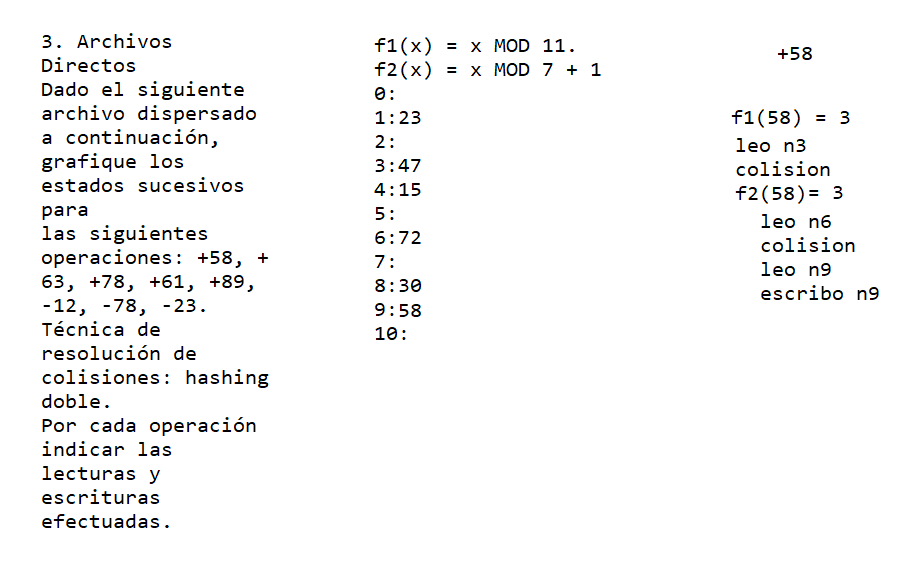 3. Archivos
Directos
Dado el siguiente
archivo dispersado
a continuación,
grafique los
estados sucesivos
para
las siguientes
operaciones: +58, +
63, +78, +61, +89,
-12, -78, -23.
Técnica de
resolución de
colisiones: hashing
doble.
Por cada operación
indicar las
lecturas y
escrituras
efectuadas.
f1(x) = x MOD 11.
f2(x) = x MOD 7 + 1
0:
1:23
2:
3:47
4:15
5:
6:72
7:
8:30
9:58
10:
+58
f1(58) = 3
leo n3
colision
f2(58)= 3
leo n6
colision
leo n9
escribo n9